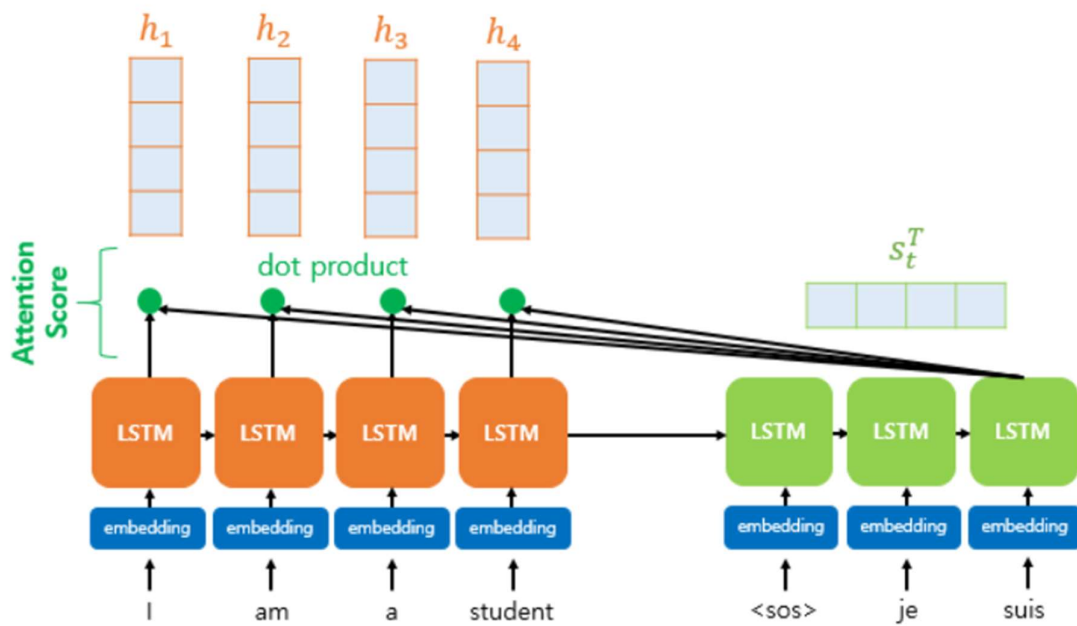 h₁ h₂ h₃ h₄
Attention
Score
dot product
sₜᵀ
LSTM LSTM LSTM LSTM LSTM LSTM LSTM
embedding embedding embedding embedding embedding embedding embedding
I am a student <sos> je suis